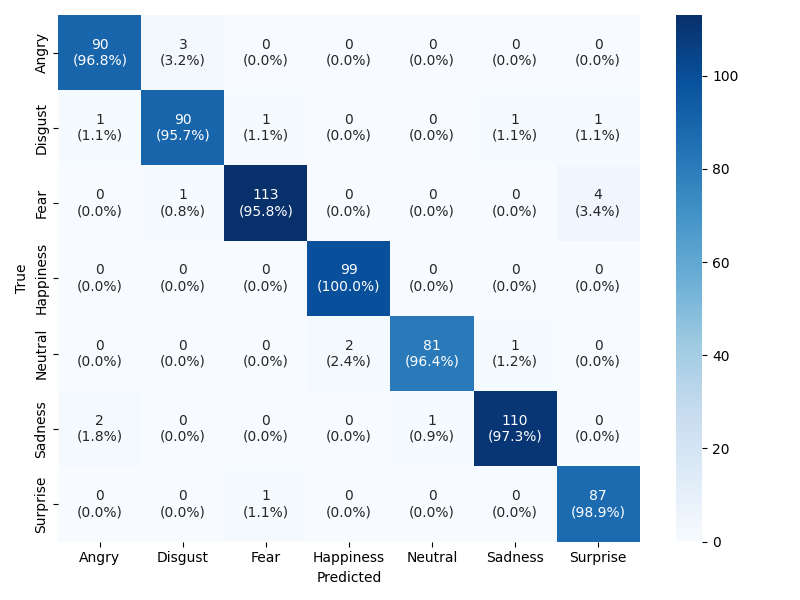 Angry 90 3 0 0 0 0 0
(96.8%) (3.2%) (0.0%) (0.0%) (0.0%) (0.0%) (0.0%)
Disgust 1 90 1 0 0 1 1
(1.1%) (95.7%) (1.1%) (0.0%) (0.0%) (1.1%) (1.1%)
Fear 0 1 113 0 0 0 4
(0.0%) (0.8%) (95.8%) (0.0%) (0.0%) (0.0%) (3.4%)
Happiness 0 0 0 99 0 0 0
(0.0%) (0.0%) (0.0%) (100.0%) (0.0%) (0.0%) (0.0%)
Neutral 0 0 0 2 81 1 0
(0.0%) (0.0%) (0.0%) (2.4%) (96.4%) (1.2%) (0.0%)
Sadness 2 0 0 0 1 110 0
(1.8%) (0.0%) (0.0%) (0.0%) (0.9%) (97.3%) (0.0%)
Surprise 0 0 1 0 0 0 87
(0.0%) (0.0%) (1.1%) (0.0%) (0.0%) (0.0%) (98.9%)
Angry Disgust Fear Happiness Neutral Sadness Surprise
Predicted
True
100
80
60
40
20
0